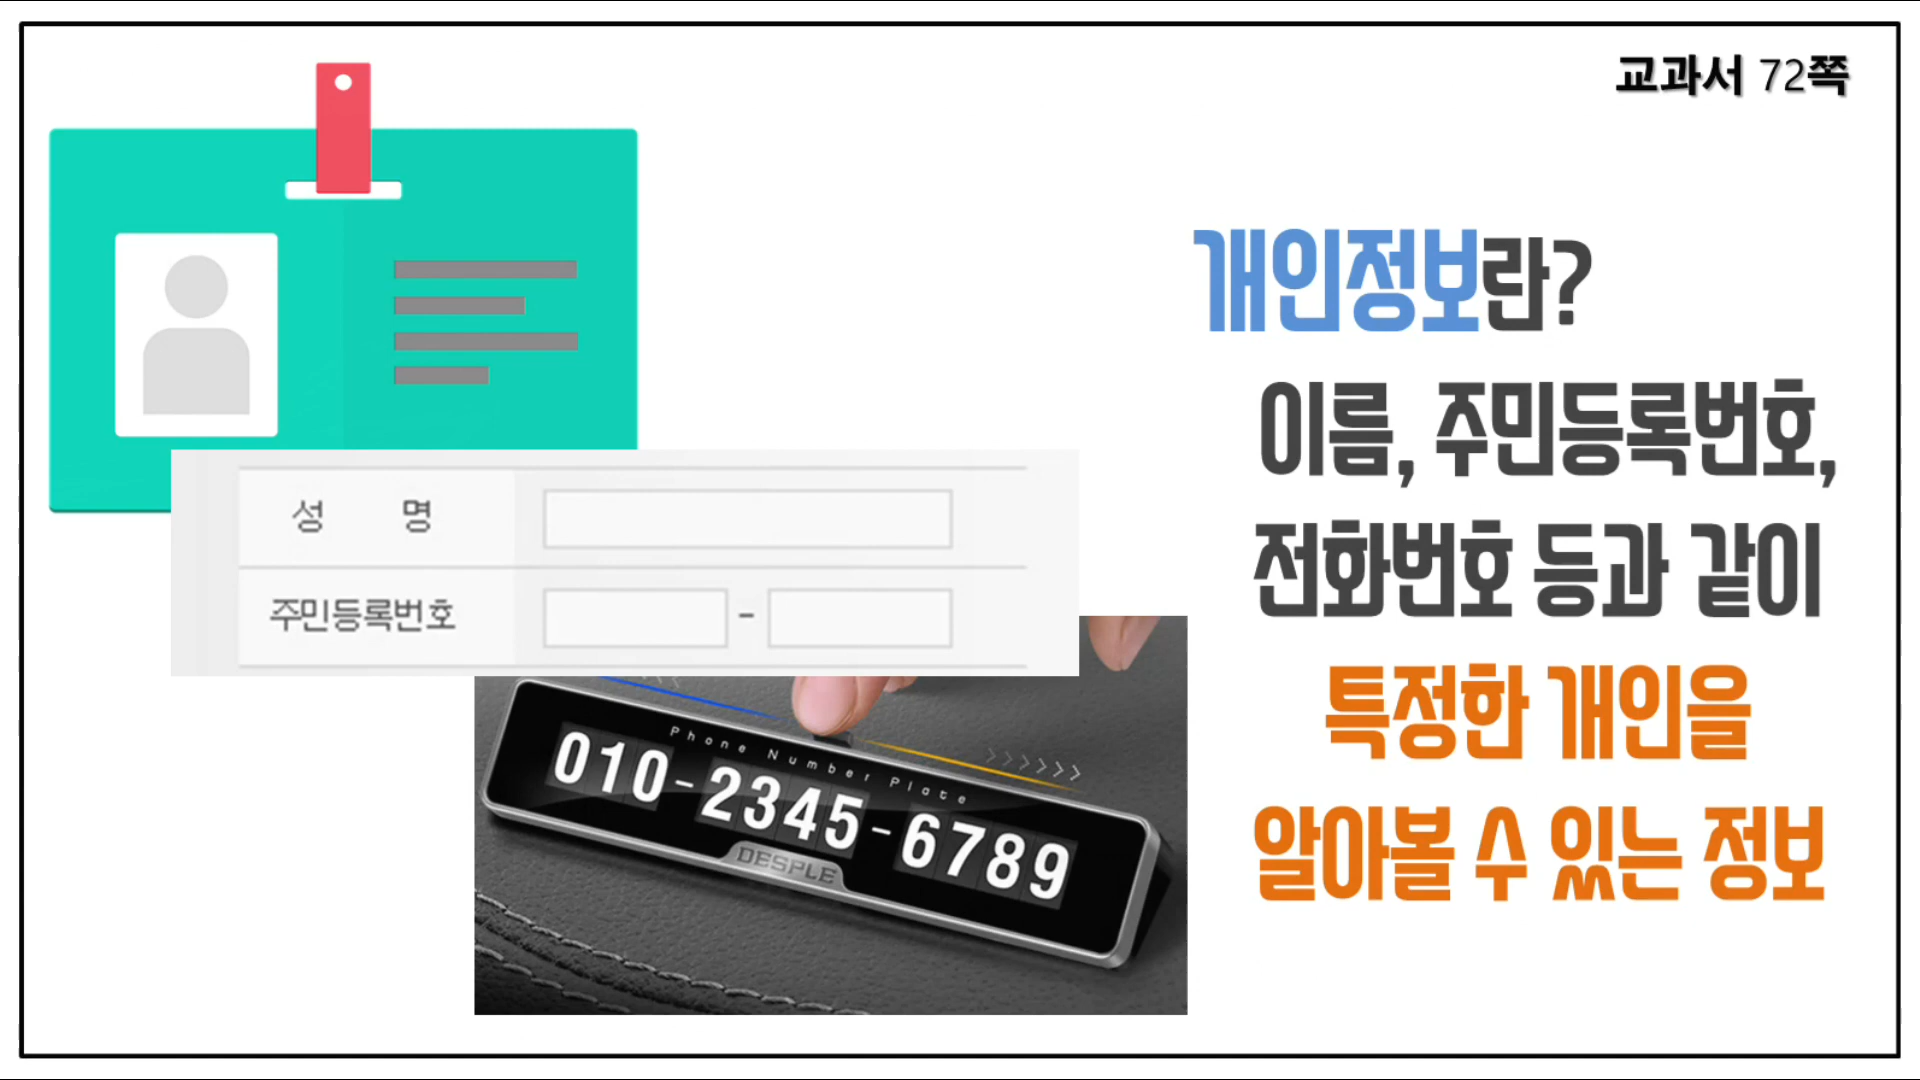 교과서 72쪽
개인정보란?
이름, 주민등록번호,
전화번호 등과 같이
특정한 개인을
알아볼 수 있는 정보
성 명
주민등록번호 -
Phone Number Plate
010-2345-6789
DESPLE